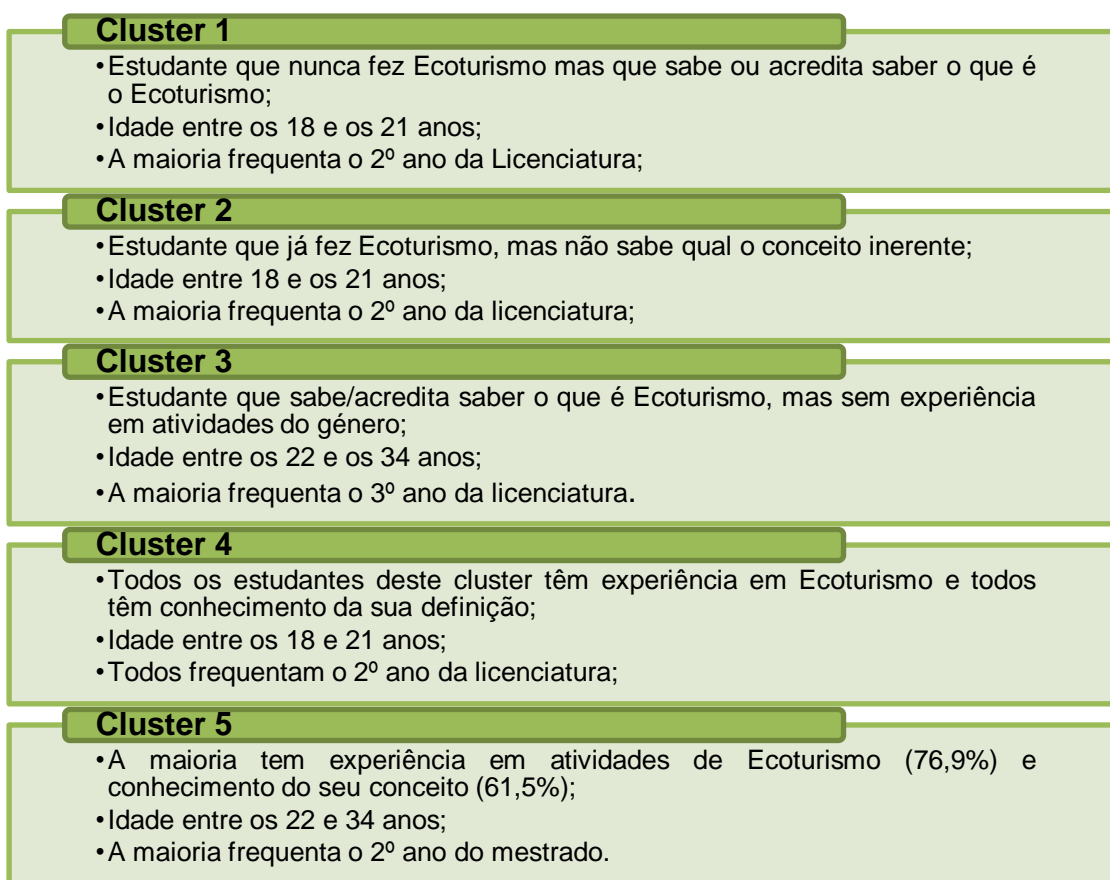 Cluster 1
•Estudante que nunca fez Ecoturismo mas que sabe ou acredita saber o que é
o Ecoturismo;
•Idade entre os 18 e os 21 anos;
•A maioria frequenta o 2º ano da Licenciatura;
Cluster 2
•Estudante que já fez Ecoturismo, mas não sabe qual o conceito inerente;
•Idade entre 18 e os 21 anos;
•A maioria frequenta o 2º ano da licenciatura;
Cluster 3
•Estudante que sabe/acredita saber o que é Ecoturismo, mas sem experiência
em atividades do género;
•Idade entre os 22 e os 34 anos;
•A maioria frequenta o 3º ano da licenciatura.
Cluster 4
•Todos os estudantes deste cluster têm experiência em Ecoturismo e todos
têm conhecimento da sua definição;
•Idade entre os 18 e 21 anos;
•Todos frequentam o 2º ano da licenciatura;
Cluster 5
•A maioria tem experiência em atividades de Ecoturismo (76,9%) e
conhecimento do seu conceito (61,5%);
•Idade entre os 22 e 34 anos;
•A maioria frequenta o 2º ano do mestrado.